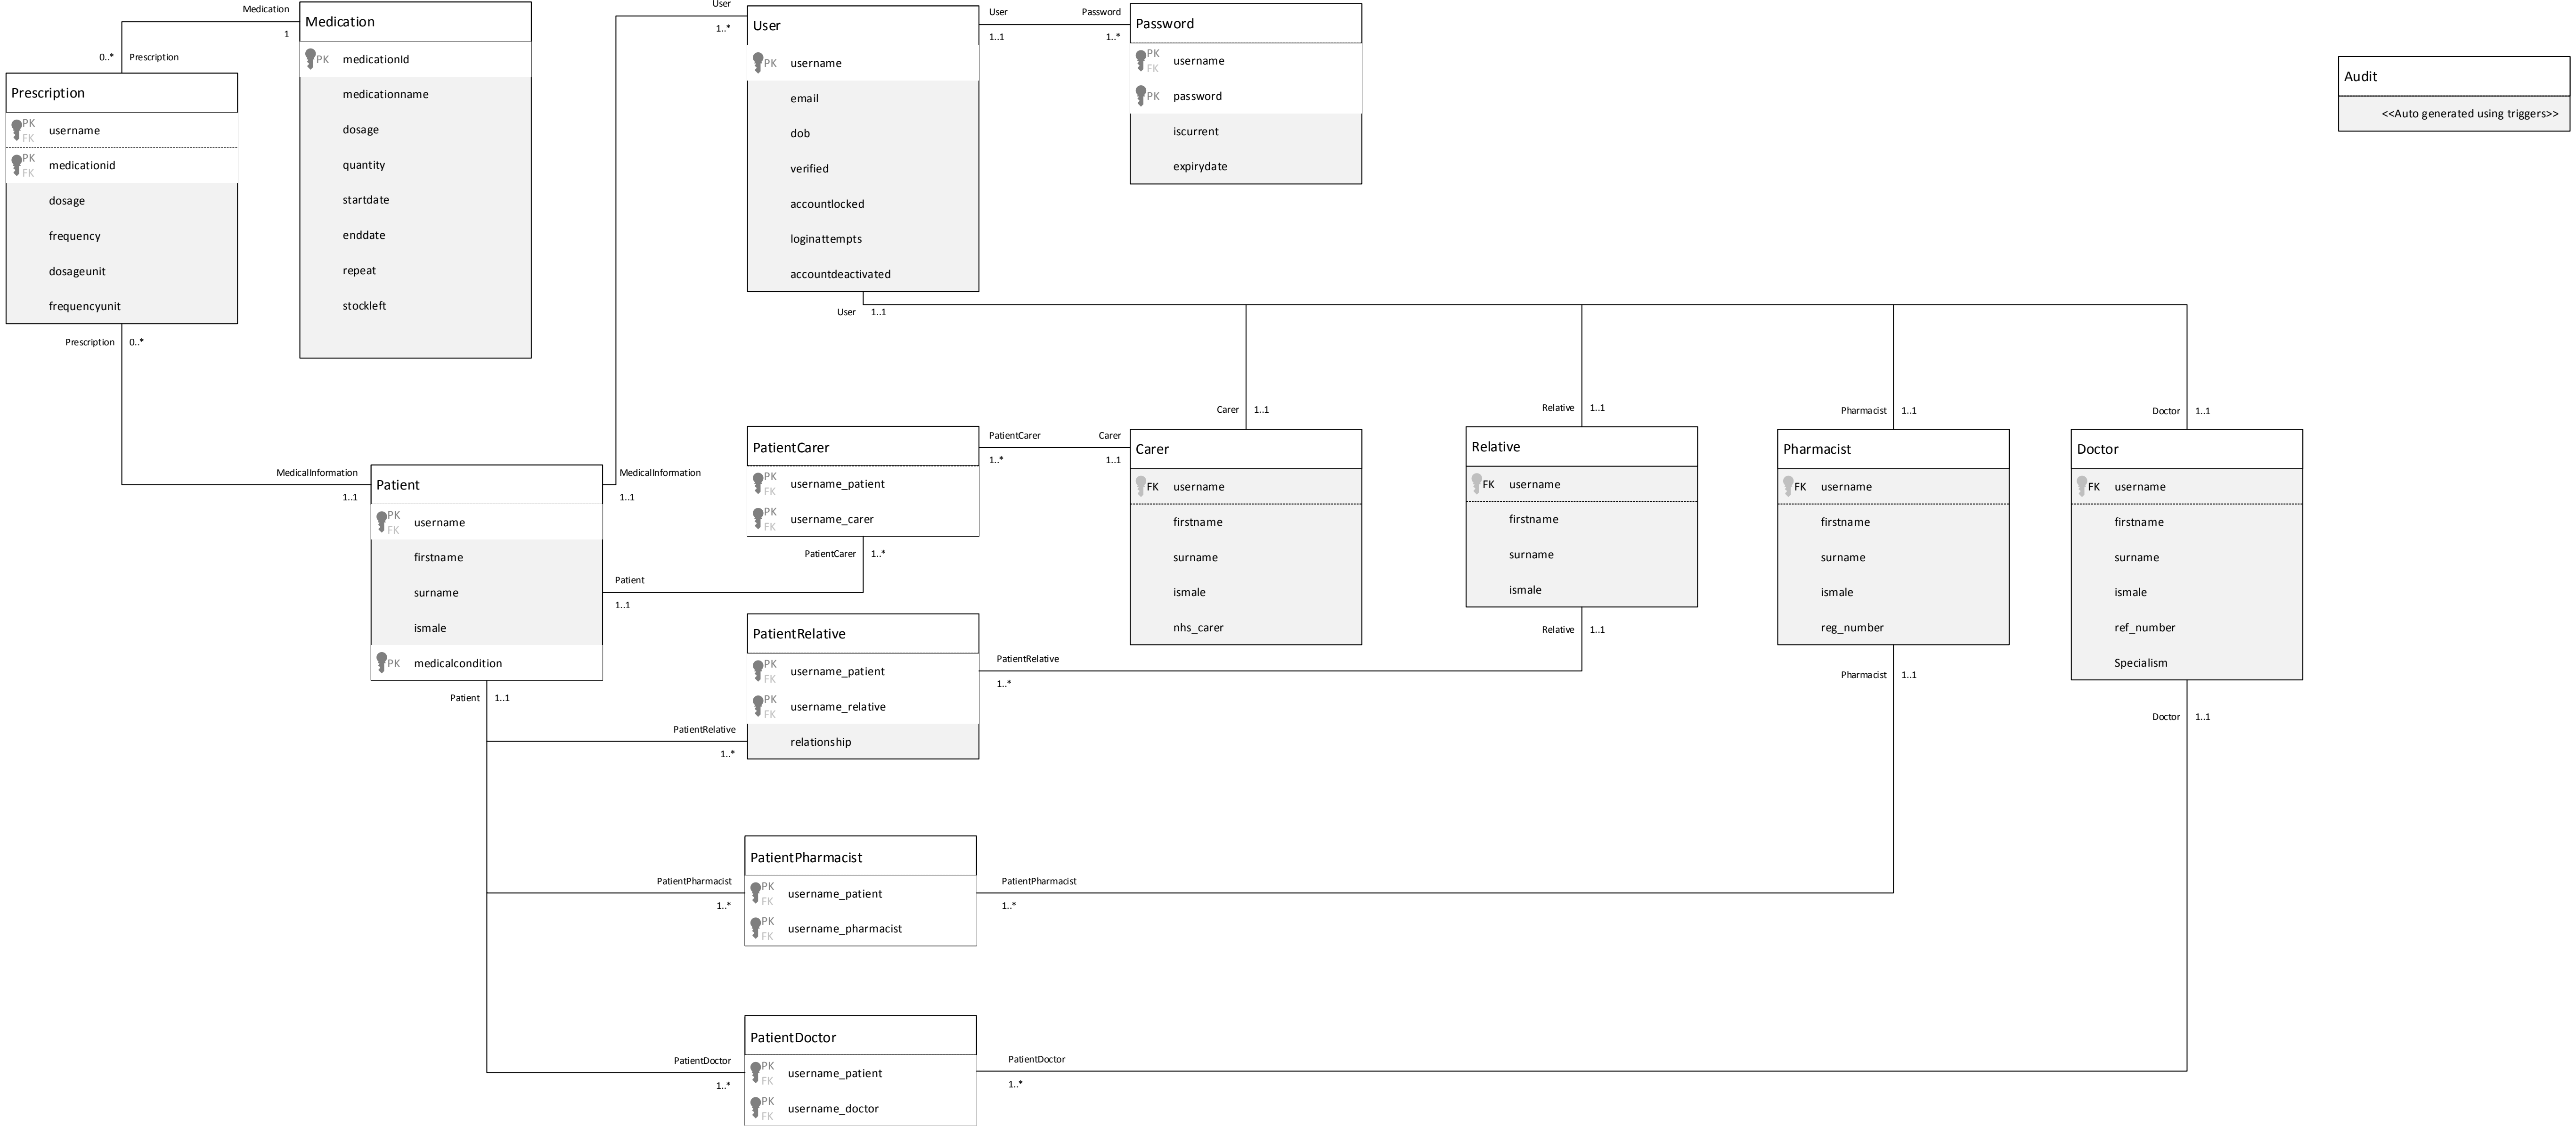 Medication
1
0..*
Prescription
Prescription
PK
FK
username
PK
FK
medicationid
dosage
frequency
dosageunit
frequencyunit
Prescription
0..*
Medication
PK
medicationId
medicationname
dosage
quantity
startdate
enddate
repeat
stockleft
User
1..*
User
PK
username
email
dob
verified
accountlocked
loginattempts
accountdeactivated
User
1..1
User
1..1
Password
1..*
Password
PK
FK
username
PK
password
iscurrent
expirydate
Audit
<<Auto generated using triggers>>
MedicalInformation
1..1
Patient
PK
FK
username
firstname
surname
ismale
PK
medicalcondition
MedicalInformation
1..1
Patient
1..1
Patient
1..1
PatientCarer
PK
FK
username_patient
PK
FK
username_carer
PatientCarer
1..*
PatientCarer
1..*
Carer
1..1
Carer
1..1
Carer
FK
username
firstname
surname
ismale
nhs_carer
Relative
1..1
Relative
FK
username
firstname
surname
ismale
Relative
1..1
Pharmacist
1..1
Pharmacist
FK
username
firstname
surname
ismale
reg_number
Pharmacist
1..1
Doctor
1..1
Doctor
FK
username
firstname
surname
ismale
ref_number
Specialism
Doctor
1..1
PatientRelative
PK
FK
username_patient
PK
FK
username_relative
relationship
PatientRelative
1..*
PatientRelative
1..*
PatientPharmacist
PK
FK
username_patient
PK
FK
username_pharmacist
PatientPharmacist
1..*
PatientPharmacist
1..*
PatientDoctor
PK
FK
username_patient
PK
FK
username_doctor
PatientDoctor
1..*
PatientDoctor
1..*